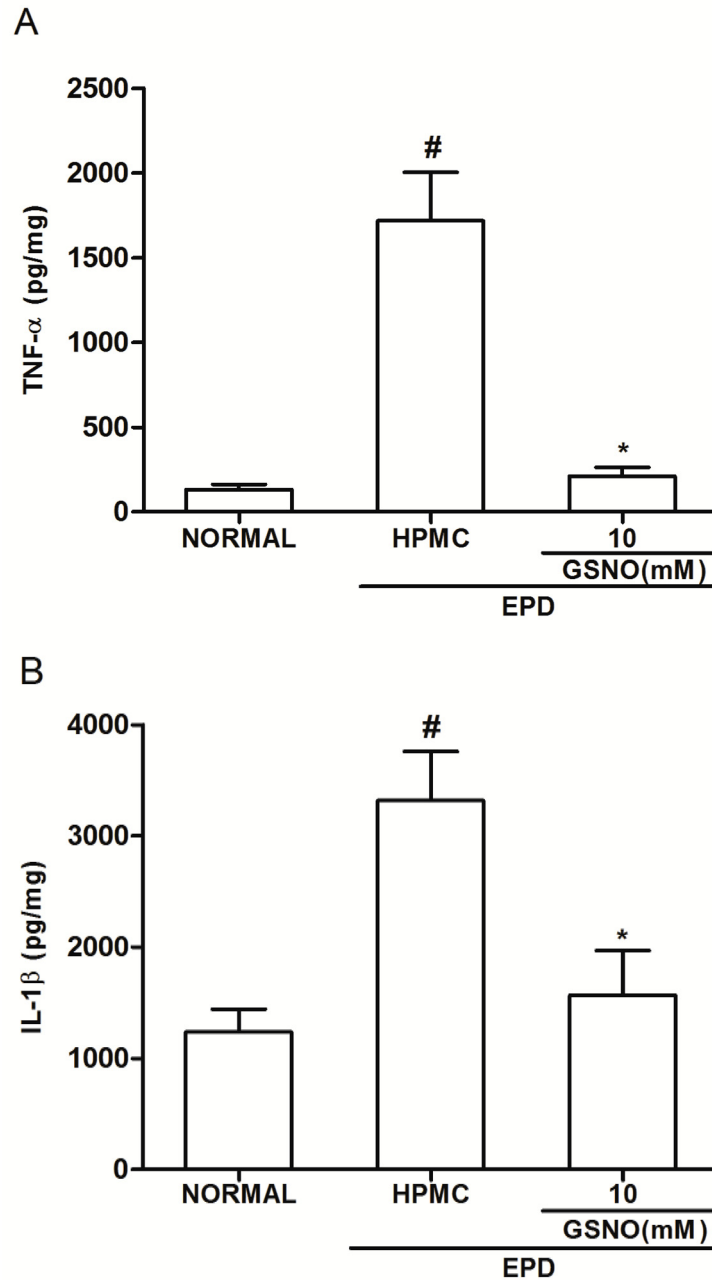 A
TNF-α (pg/mg)
2500
2000
1500
1000
500
0
#
*
NORMAL HPMC 10
GSNO(mM)
EPD
B
IL-1β (pg/mg)
4000
3000
2000
1000
0
#
*
NORMAL HPMC 10
GSNO(mM)
EPD